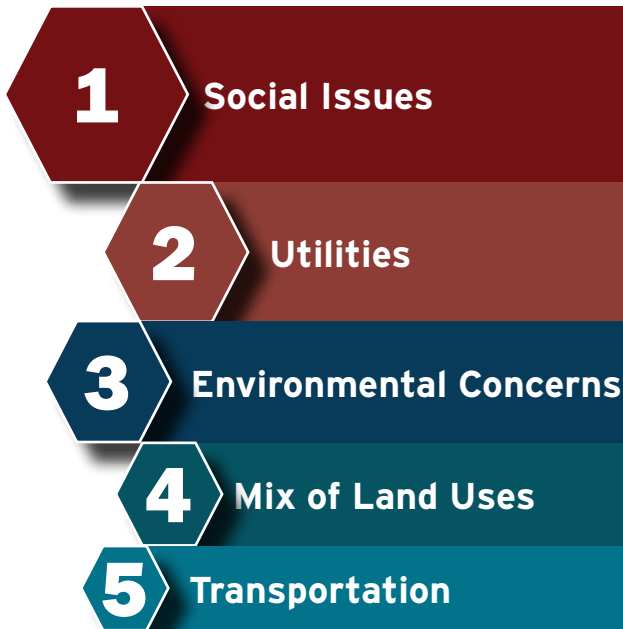 1 Social Issues
2 Utilities
3 Environmental Concerns
4 Mix of Land Uses
5 Transportation